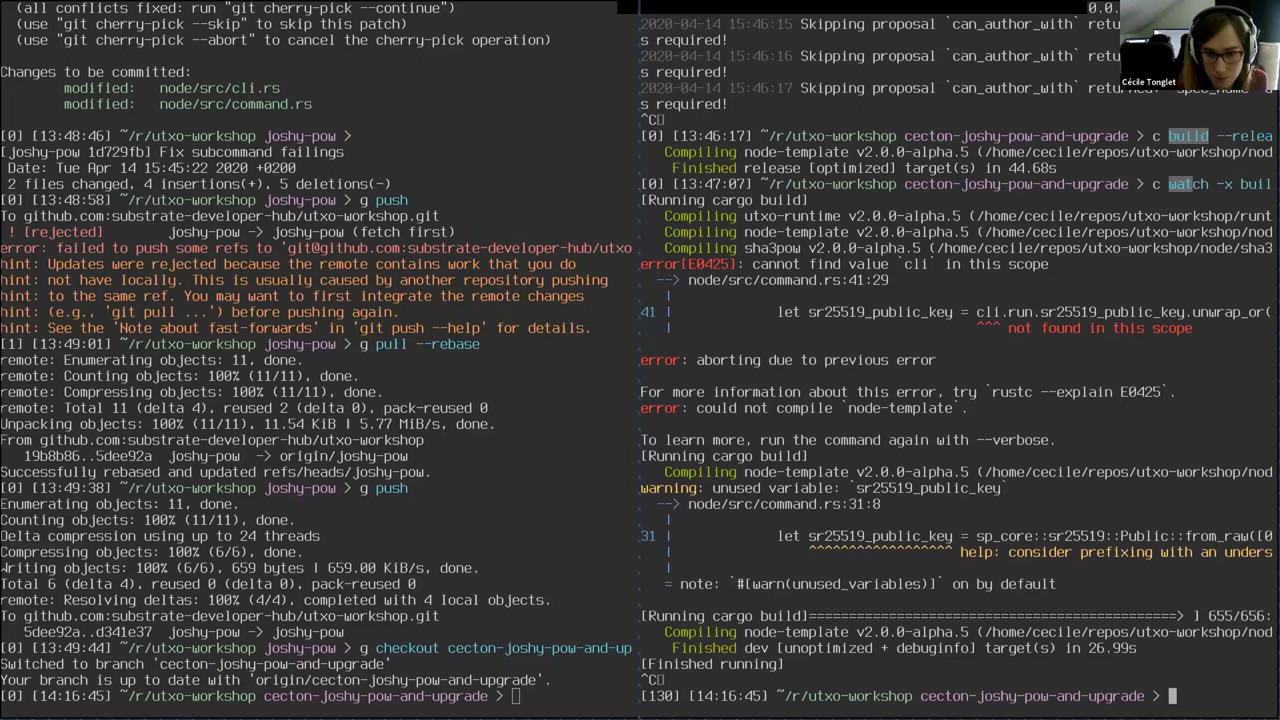 (all conflicts fixed: run "git cherry-pick --continue")
(use "git cherry-pick --skip" to skip this patch)
(use "git cherry-pick --abort" to cancel the cherry-pick operation)
Changes to be committed:
modified: node/src/cli.rs
modified: node/src/command.rs
[0] [13:48:46] ~/r/utxo-workshop joshy-pow >
[joshy-pow 1d729fb] Fix subcommand failings
Date: Tue Apr 14 15:45:22 2020 +0200
2 files changed, 4 insertions(+), 5 deletions(-)
[0] [13:48:58] ~/r/utxo-workshop joshy-pow > g push
To github.com:substrate-developer-hub/utxo-workshop.git
! [rejected] joshy-pow -> joshy-pow (fetch first)
error: failed to push some refs to 'git@github.com:substrate-developer-hub/utxo
hint: Updates were rejected because the remote contains work that you do
hint: not have locally. This is usually caused by another repository pushing
hint: to the same ref. You may want to first integrate the remote changes
hint: (e.g., 'git pull ...') before pushing again.
hint: See the 'Note about fast-forwards' in 'git push --help' for details.
[1] [13:49:01] ~/r/utxo-workshop joshy-pow > g pull --rebase
remote: Enumerating objects: 11, done.
remote: Counting objects: 100% (11/11), done.
remote: Compressing objects: 100% (11/11), done.
remote: Total 11 (delta 4), reused 2 (delta 0), pack-reused 0
Unpacking objects: 100% (11/11), 11.54 KiB | 5.77 MiB/s, done.
From github.com:substrate-developer-hub/utxo-workshop
19b8b86..5dee92a joshy-pow -> origin/joshy-pow
Successfully rebased and updated refs/heads/joshy-pow.
[0] [13:49:38] ~/r/utxo-workshop joshy-pow > g push
Enumerating objects: 11, done.
Counting objects: 100% (11/11), done.
Delta compression using up to 24 threads
Compressing objects: 100% (6/6), done.
Writing objects: 100% (6/6), 659 bytes | 659.00 KiB/s, done.
Total 6 (delta 4), reused 0 (delta 0), pack-reused 0
remote: Resolving deltas: 100% (4/4), completed with 4 local objects.
To github.com:substrate-developer-hub/utxo-workshop.git
5dee92a..d341e37 joshy-pow -> joshy-pow
[0] [13:49:44] ~/r/utxo-workshop joshy-pow > g checkout cecton-joshy-pow-and-up
Switched to branch 'cecton-joshy-pow-and-upgrade'
Your branch is up to date with 'origin/cecton-joshy-pow-and-upgrade'.
[0] [14:16:45] ~/r/utxo-workshop cecton-joshy-pow-and-upgrade >
0.0.
2020-04-14 15:46:15 Skipping proposal `can_author_with` retu
s required!
2020-04-14 15:46:16 Skipping proposal `can_author_with` retu
s required!
2020-04-14 15:46:17 Skipping proposal `can_author_with`
s required!
^C
[0] [13:46:17] ~/r/utxo-workshop cecton-joshy-pow-and-upgrade > c build --relea
Compiling node-template v2.0.0-alpha.5 (/home/cecile/repos/utxo-workshop/nod
Finished release [optimized] target(s) in 44.68s
[0] [13:47:07] ~/r/utxo-workshop cecton-joshy-pow-and-upgrade > c watch -x buil
[Running cargo build]
Compiling utxo-runtime v2.0.0-alpha.5 (/home/cecile/repos/utxo-workshop/runt
Compiling node-template v2.0.0-alpha.5 (/home/cecile/repos/utxo-workshop/nod
Compiling sha3pow v2.0.0-alpha.5 (/home/cecile/repos/utxo-workshop/node/sha3
error[E0425]: cannot find value `cli` in this scope
--> node/src/command.rs:41:29
|
41 | let sr25519_public_key = cli.run.sr25519_public_key.unwrap_or(
| ^^^ not found in this scope
error: aborting due to previous error
For more information about this error, try `rustc --explain E0425`.
error: could not compile `node-template`.
To learn more, run the command again with --verbose.
[Running cargo build]
Compiling node-template v2.0.0-alpha.5 (/home/cecile/repos/utxo-workshop/nod
warning: unused variable: `sr25519_public_key`
--> node/src/command.rs:31:8
|
31 | let sr25519_public_key = sp_core::sr25519::Public::from_raw([0
| ^^^^^^^^^^^^^^^^^^ help: consider prefixing with an unders
|
= note: `#[warn(unused_variables)]` on by default
[Running cargo build]=================================================> ] 655/656:
Compiling node-template v2.0.0-alpha.5 (/home/cecile/repos/utxo-workshop/nod
Finished dev [unoptimized + debuginfo] target(s) in 26.99s
[Finished running]
^C
[130] [14:16:45] ~/r/utxo-workshop cecton-joshy-pow-and-upgrade >
Cécile Tonglet